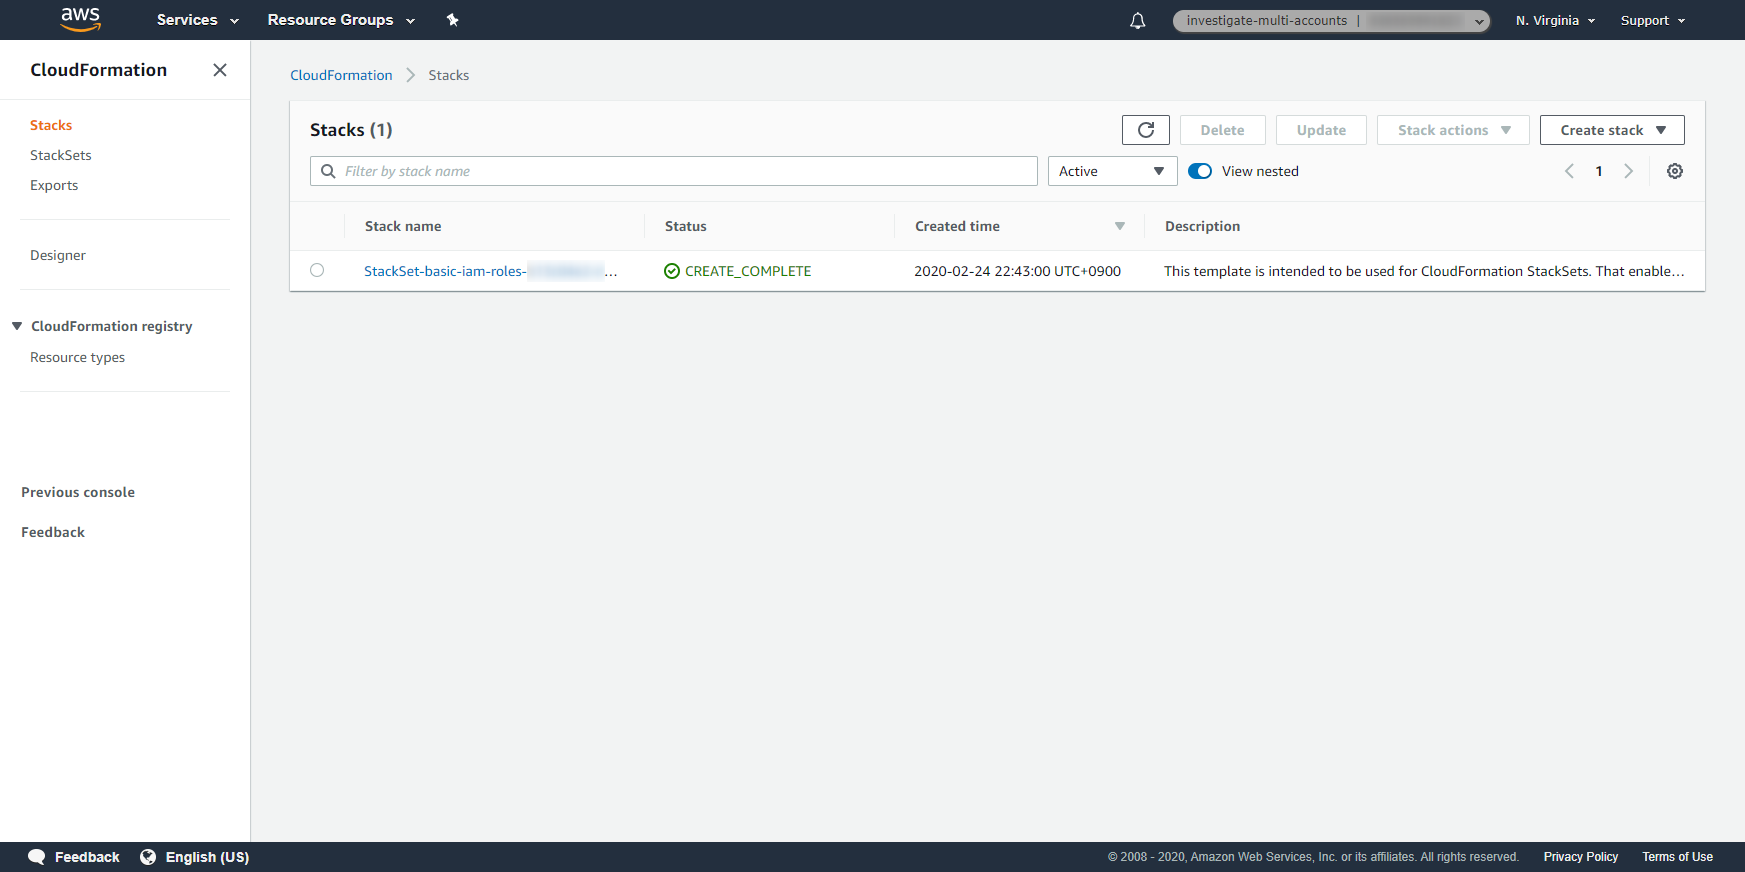 aws Services Resource Groups investigate-multi-accounts | N. Virginia Support
CloudFormation
Stacks
StackSets
Exports
Designer
CloudFormation registry
Resource types
Previous console
Feedback
CloudFormation > Stacks
Stacks (1) Delete Update Stack actions Create stack
Filter by stack name Active View nested 1
Stack name Status Created time Description
StackSet-basic-iam-roles- ... CREATE_COMPLETE 2020-02-24 22:43:00 UTC+0900 This template is intended to be used for CloudFormation StackSets. That enable...
Feedback English (US) © 2008 - 2020, Amazon Web Services, Inc. or its affiliates. All rights reserved. Privacy Policy Terms of Use